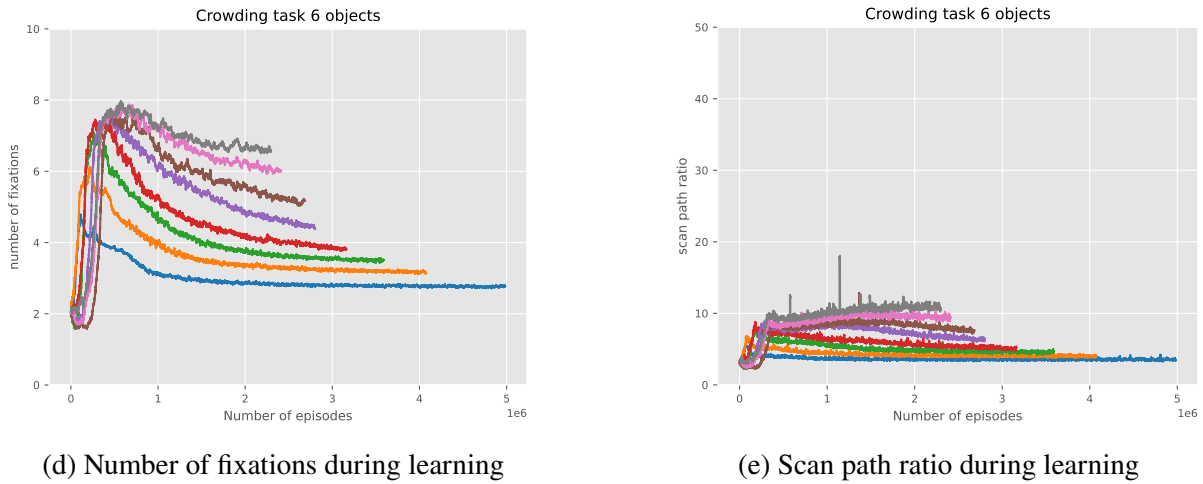 Crowding task 6 objects
10
8
6
4
2
0
number of fixations
0 1 2 3 4 5
1e6
Number of episodes
(d) Number of fixations during learning
Crowding task 6 objects
50
40
30
20
10
0
scan path ratio
0 1 2 3 4 5
1e6
Number of episodes
(e) Scan path ratio during learning